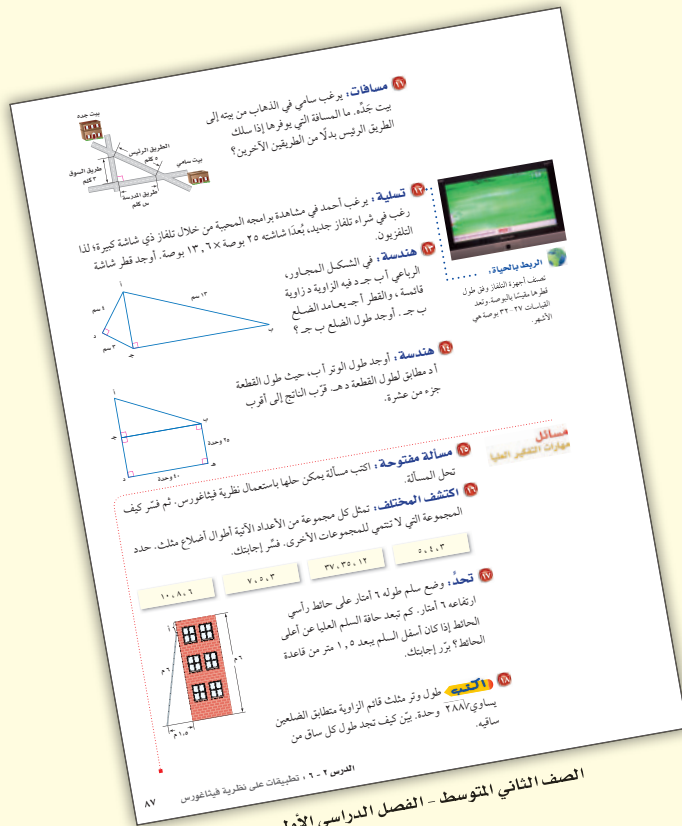 ٢١ مسافات: يرغب سامي في الذهاب من بيته إلى
بيت جَدِّه. ما المسافة التي يوفرها إذا سلك
الطريق الرئيس بدلًا من الطريقين الآخرين؟
بيت جده
الطريق الرئيس
٥ كلم
بيت سامي
طريق السوق
٣ كلم
طريق المدرسة
س كلم
تسلية: يرغب أحمد في مشاهدة برامجه المحببة من خلال تلفاز ذي شاشة كبيرة؛ لذا
رغب في شراء تلفاز جديد، بُعدَا شاشته ٢٥ بوصة × ١٣,٦ بوصة. أوجد قطر شاشة
التلفزيون.
الربط بالحياة:
تصنف أجهزة التلفاز وفق طول
قطرها مقيسًا بالبوصة. وتعد
القياسات ٢٧-٣٢ بوصة هي
الأشهر.
٢٣ هندسة: في الشكل المجاور،
الرباعي أ ب جـ د فيه الزاوية د زاوية
قائمة، والقطر أجـ يعامد الضلع
ب جـ. أوجد طول الضلع ب جـ؟
أ
١٣ سم
٤ سم
ب
د
٣ سم
جـ
٢٤ هندسة: أوجد طول الوتر أ ب، حيث طول القطعة
أ د مطابق لطول القطعة د هـ. قرّب الناتج إلى أقرب
جزء من عشرة.
أ
ب
جـ
٢٥ وحدة
هـ
٤٠ وحدة
د
مسائل
مهارات التفكير العليا
٢٥ مسألة مفتوحة: اكتب مسألة يمكن حلها باستعمال نظرية فيثاغورس. ثم فسّر كيف
تحل المسألة.
٢٦ اكتشف المختلف: تمثل كل مجموعة من الأعداد الآتية أطوال أضلاع مثلث. حدد
المجموعة التي لا تنتمي للمجموعات الأخرى. فسِّر إجابتك.
٣، ٤، ٥
١٢، ٣٥، ٣٧
٣، ٥، ٧
٦، ٨، ١٠
٢٧ تحدٍّ: وضع سلم طوله ٦ أمتار على حائط رأسي
ارتفاعه ٦ أمتار. كم تبعد حافة السلم العليا عن أعلى
الحائط إذا كان أسفل السلم يبعد ١,٥ متر من قاعدة
الحائط؟ برّر إجابتك.
٦م
٦م
١,٥م
٢٨ اكتب طول وتر مثلث قائم الزاوية متطابق الضلعين
يساوي √٢٨٨ وحدة. بيّن كيف تجد طول كل ساق من
ساقيه.
الدرس ٢ - ٦ : تطبيقات على نظرية فيثاغورس ٨٧
الصف الثاني المتوسط – الفصل الدراسي الأول